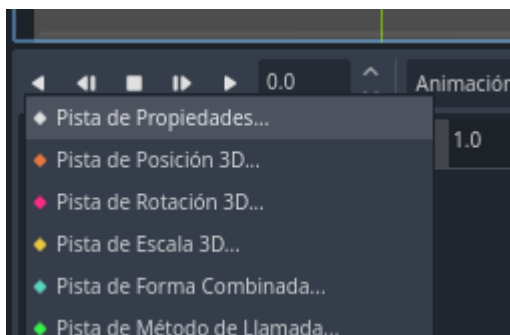 0.0
Animación
Pista de Propiedades...
1.0
Pista de Posición 3D...
Pista de Rotación 3D...
Pista de Escala 3D...
Pista de Forma Combinada...
Pista de Método de Llamada...